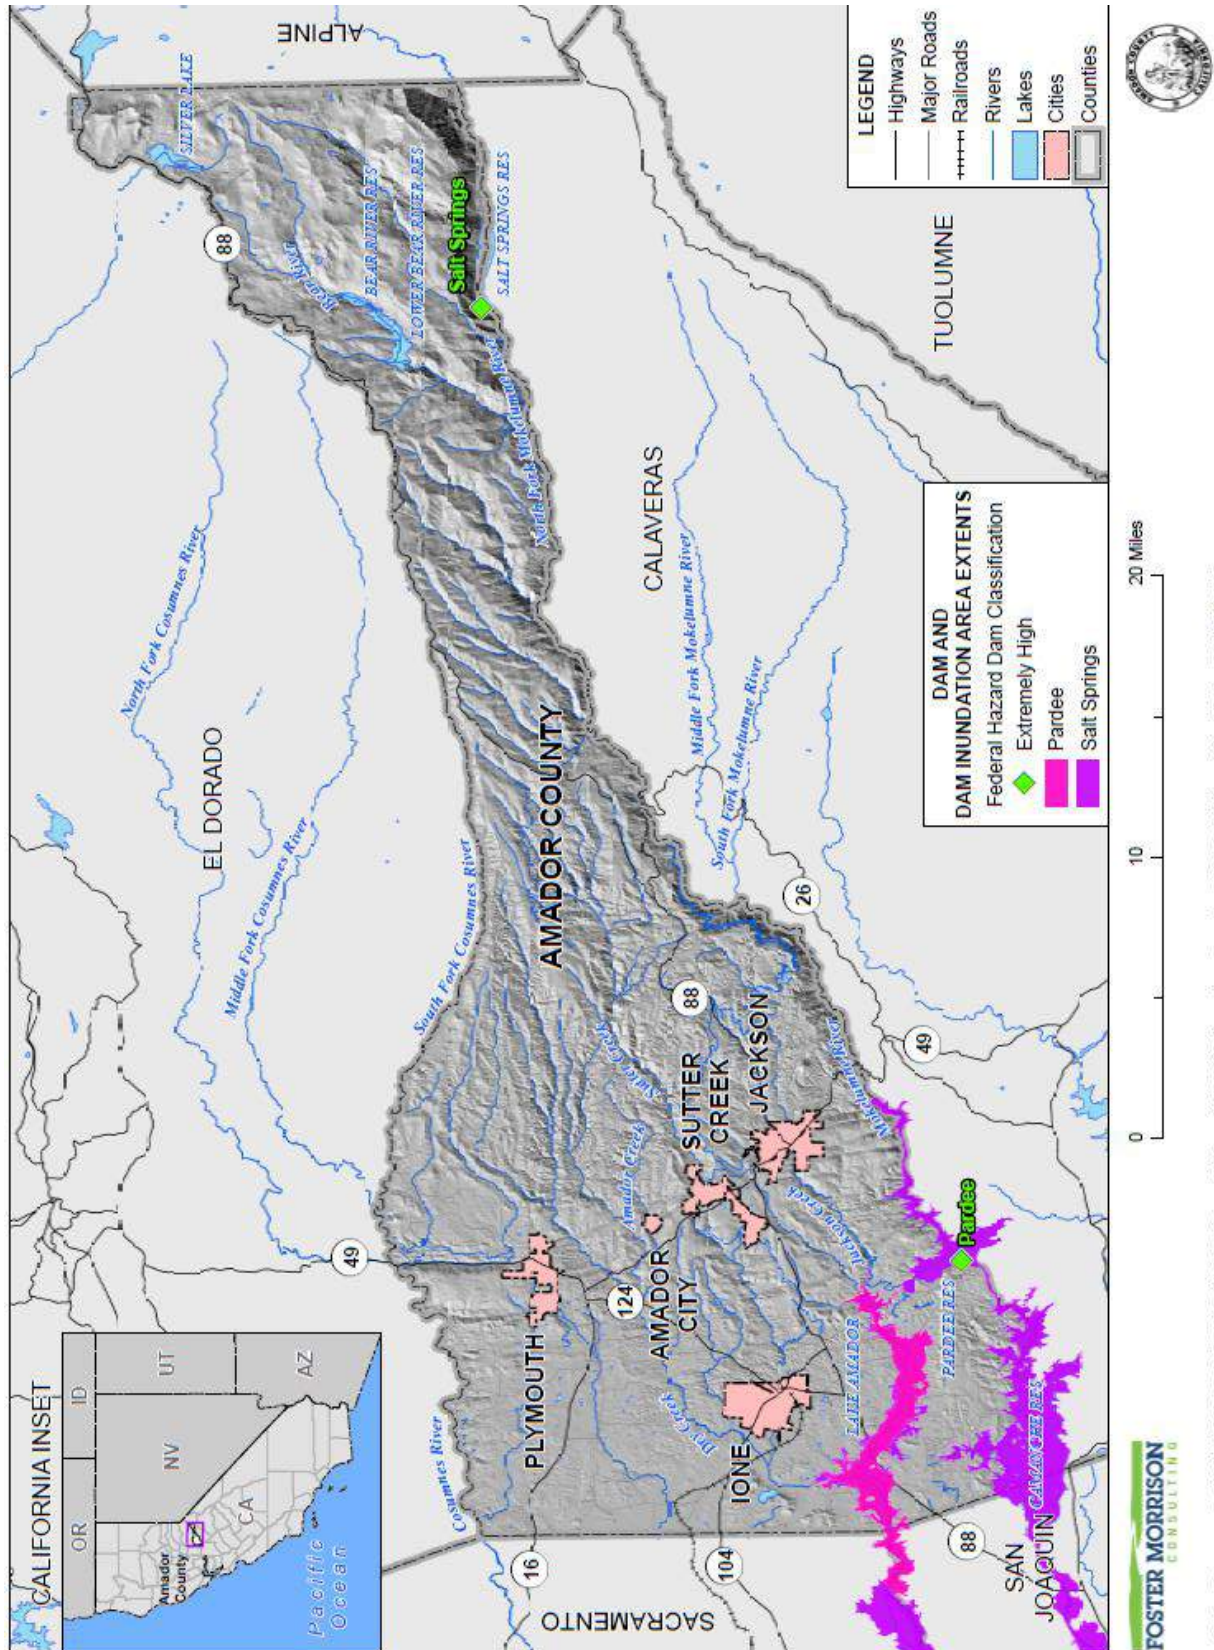 CALIFORNIA INSET
OR
ID
NV
UT
CA
AZ
Amador
County
Pacific
Ocean
ALPINE
SILVER LAKE
88
Bear River
BEAR RIVER RES
LOWER BEAR RIVER RES
Salt Springs
SALT SPRINGS RES
North Fork Mokelumne River
North Fork Cosumnes River
EL DORADO
Middle Fork Cosumnes River
South Fork Cosumnes River
CALAVERAS
TUOLUMNE
AMADOR COUNTY
Middle Fork Mokelumne River
South Fork Mokelumne River
26
88
49
49
Sutter Creek
Amador Creek
SUTTER
CREEK
JACKSON
Mokelumne River
Jackson Creek
PLYMOUTH
124
AMADOR
CITY
Dry Creek
IONE
LAKE AMADOR
PARDEE RES
Pardee
CAMANCHE RES
Cosumnes River
16
104
88
SACRAMENTO
SAN
JOAQUIN
LEGEND
Highways
Major Roads
Railroads
Rivers
Lakes
Cities
Counties
DAM AND
DAM INUNDATION AREA EXTENTS
Federal Hazard Dam Classification
Extremely High
Pardee
Salt Springs
0
10
20 Miles
FOSTER MORRISON
CONSULTING